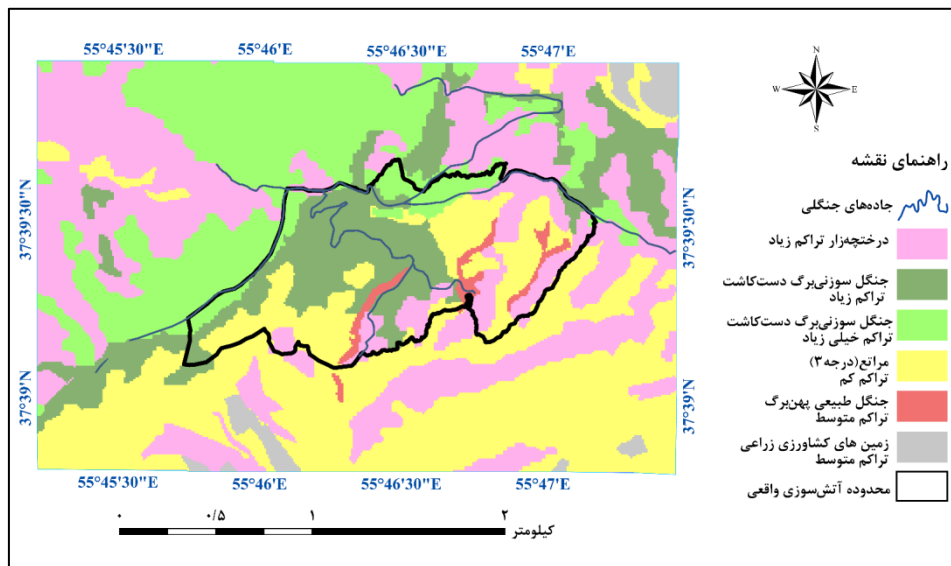 55°45'30"E 55°46'E 55°46'30"E 55°47'E
37°39'30"N
37°39'N
37°39'30"N
37°39'N
55°45'30"E 55°46'E 55°46'30"E 55°47'E
۰ ۰/۵ ۱ ۲
کیلومتر
N
W E
S
راهنمای نقشه
جاده‌های جنگلی
درختچه‌زار تراکم زیاد
جنگل سوزنی‌برگ دست‌کاشت
تراکم زیاد
جنگل سوزنی‌برگ دست‌کاشت
تراکم خیلی زیاد
مراتع(درجه۳)
تراکم کم
جنگل طبیعی پهن‌برگ
تراکم متوسط
زمین های کشاورزی زراعی
تراکم متوسط
محدوده آتش‌سوزی واقعی